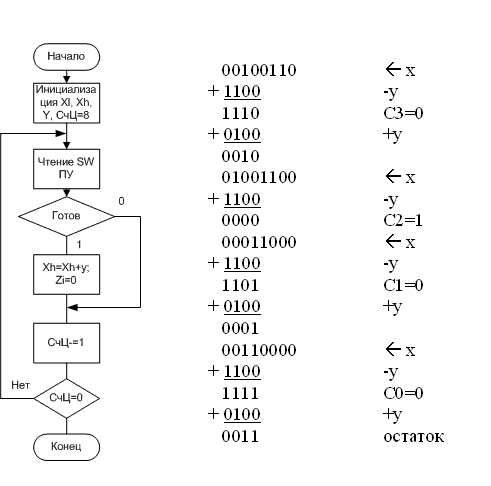 Начало
Инициализа
ция Xl, Xh,
Y, СчЦ=8
Чтение SW
ПУ
Готов
0
1
Xh=Xh+y;
Zi=0
СчЦ-=1
Нет
СчЦ=0
Конец
00100110 ← x
+ 1100 -y
1110 C3=0
+ 0100 +y
0010
01001100 ← x
+ 1100 -y
0000 C2=1
00011000 ← x
+ 1100 -y
1101 C1=0
+ 0100 +y
0001
00110000 ← x
+ 1100 -y
1111 C0=0
+ 0100 +y
0011 остаток